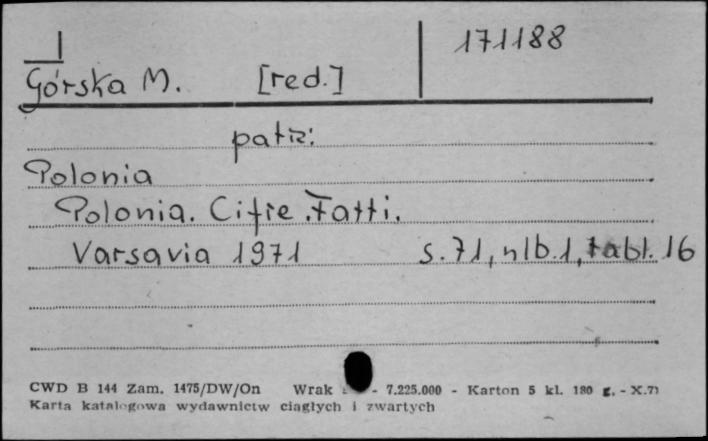 171188
Górska M. [red.]
patrz:
Polonia
Polonia. Cifre. Fatti.
Varsavia 1971 s. 71, nlb. 1, tabl. 16
CWD B 144 Zam. 1475/DW/On Wrak - 7.225.000 - Karton 5 kl. 180 g. - X.71
Karta katalogowa wydawnictw ciągłych i zwartych